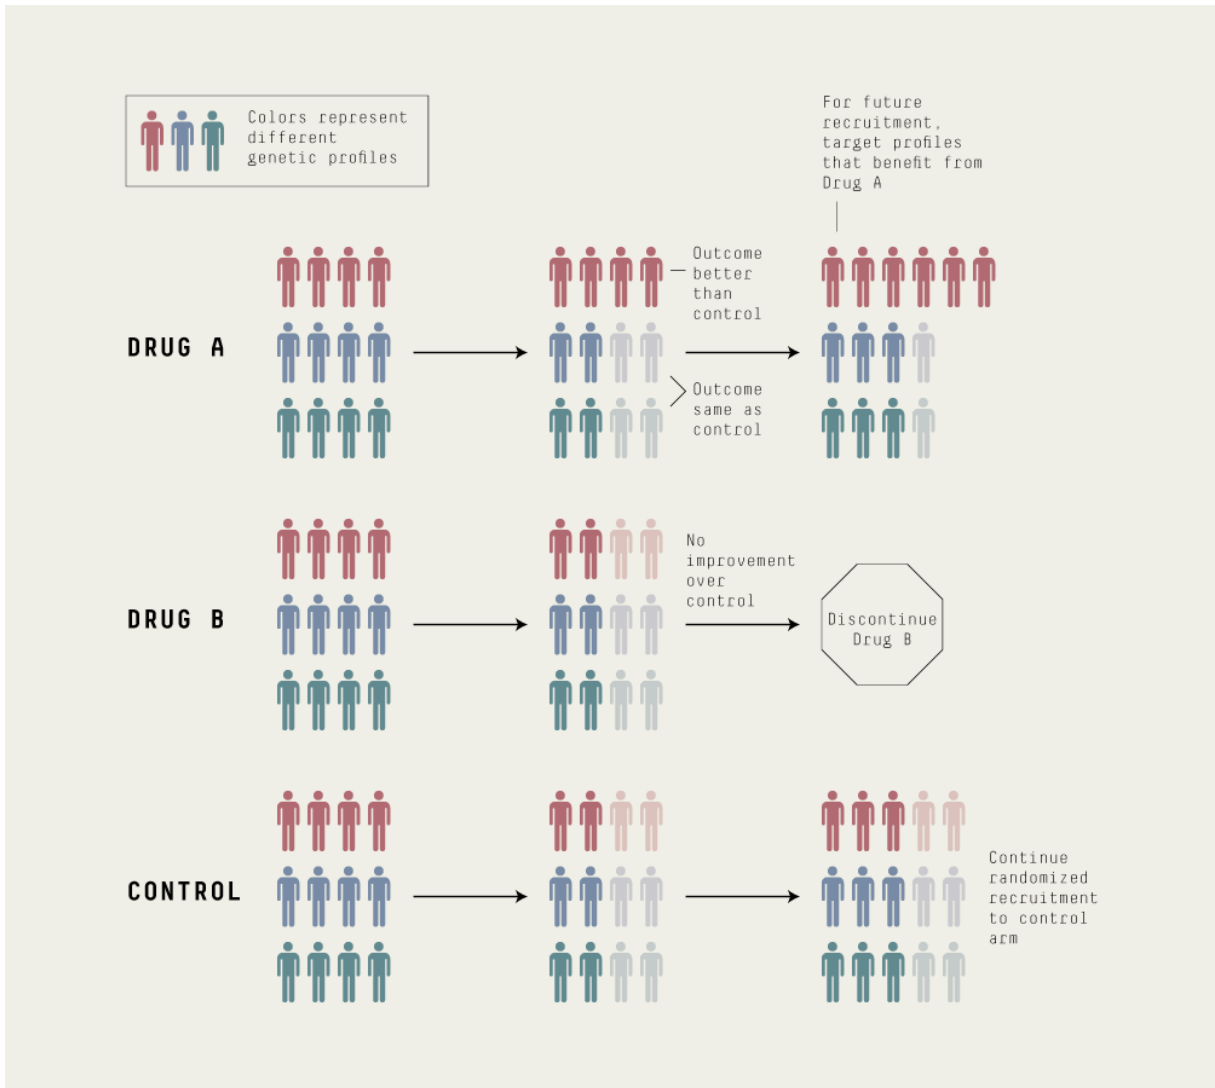 Colors represent
different
genetic profiles
For future
recruitment,
target profiles
that benefit from
Drug A
DRUG A
Outcome
better
than
control
Outcome
same as
control
DRUG B
No
improvement
over
control
Discontinue
Drug B
CONTROL
Continue
randomized
recruitment
to control
arm